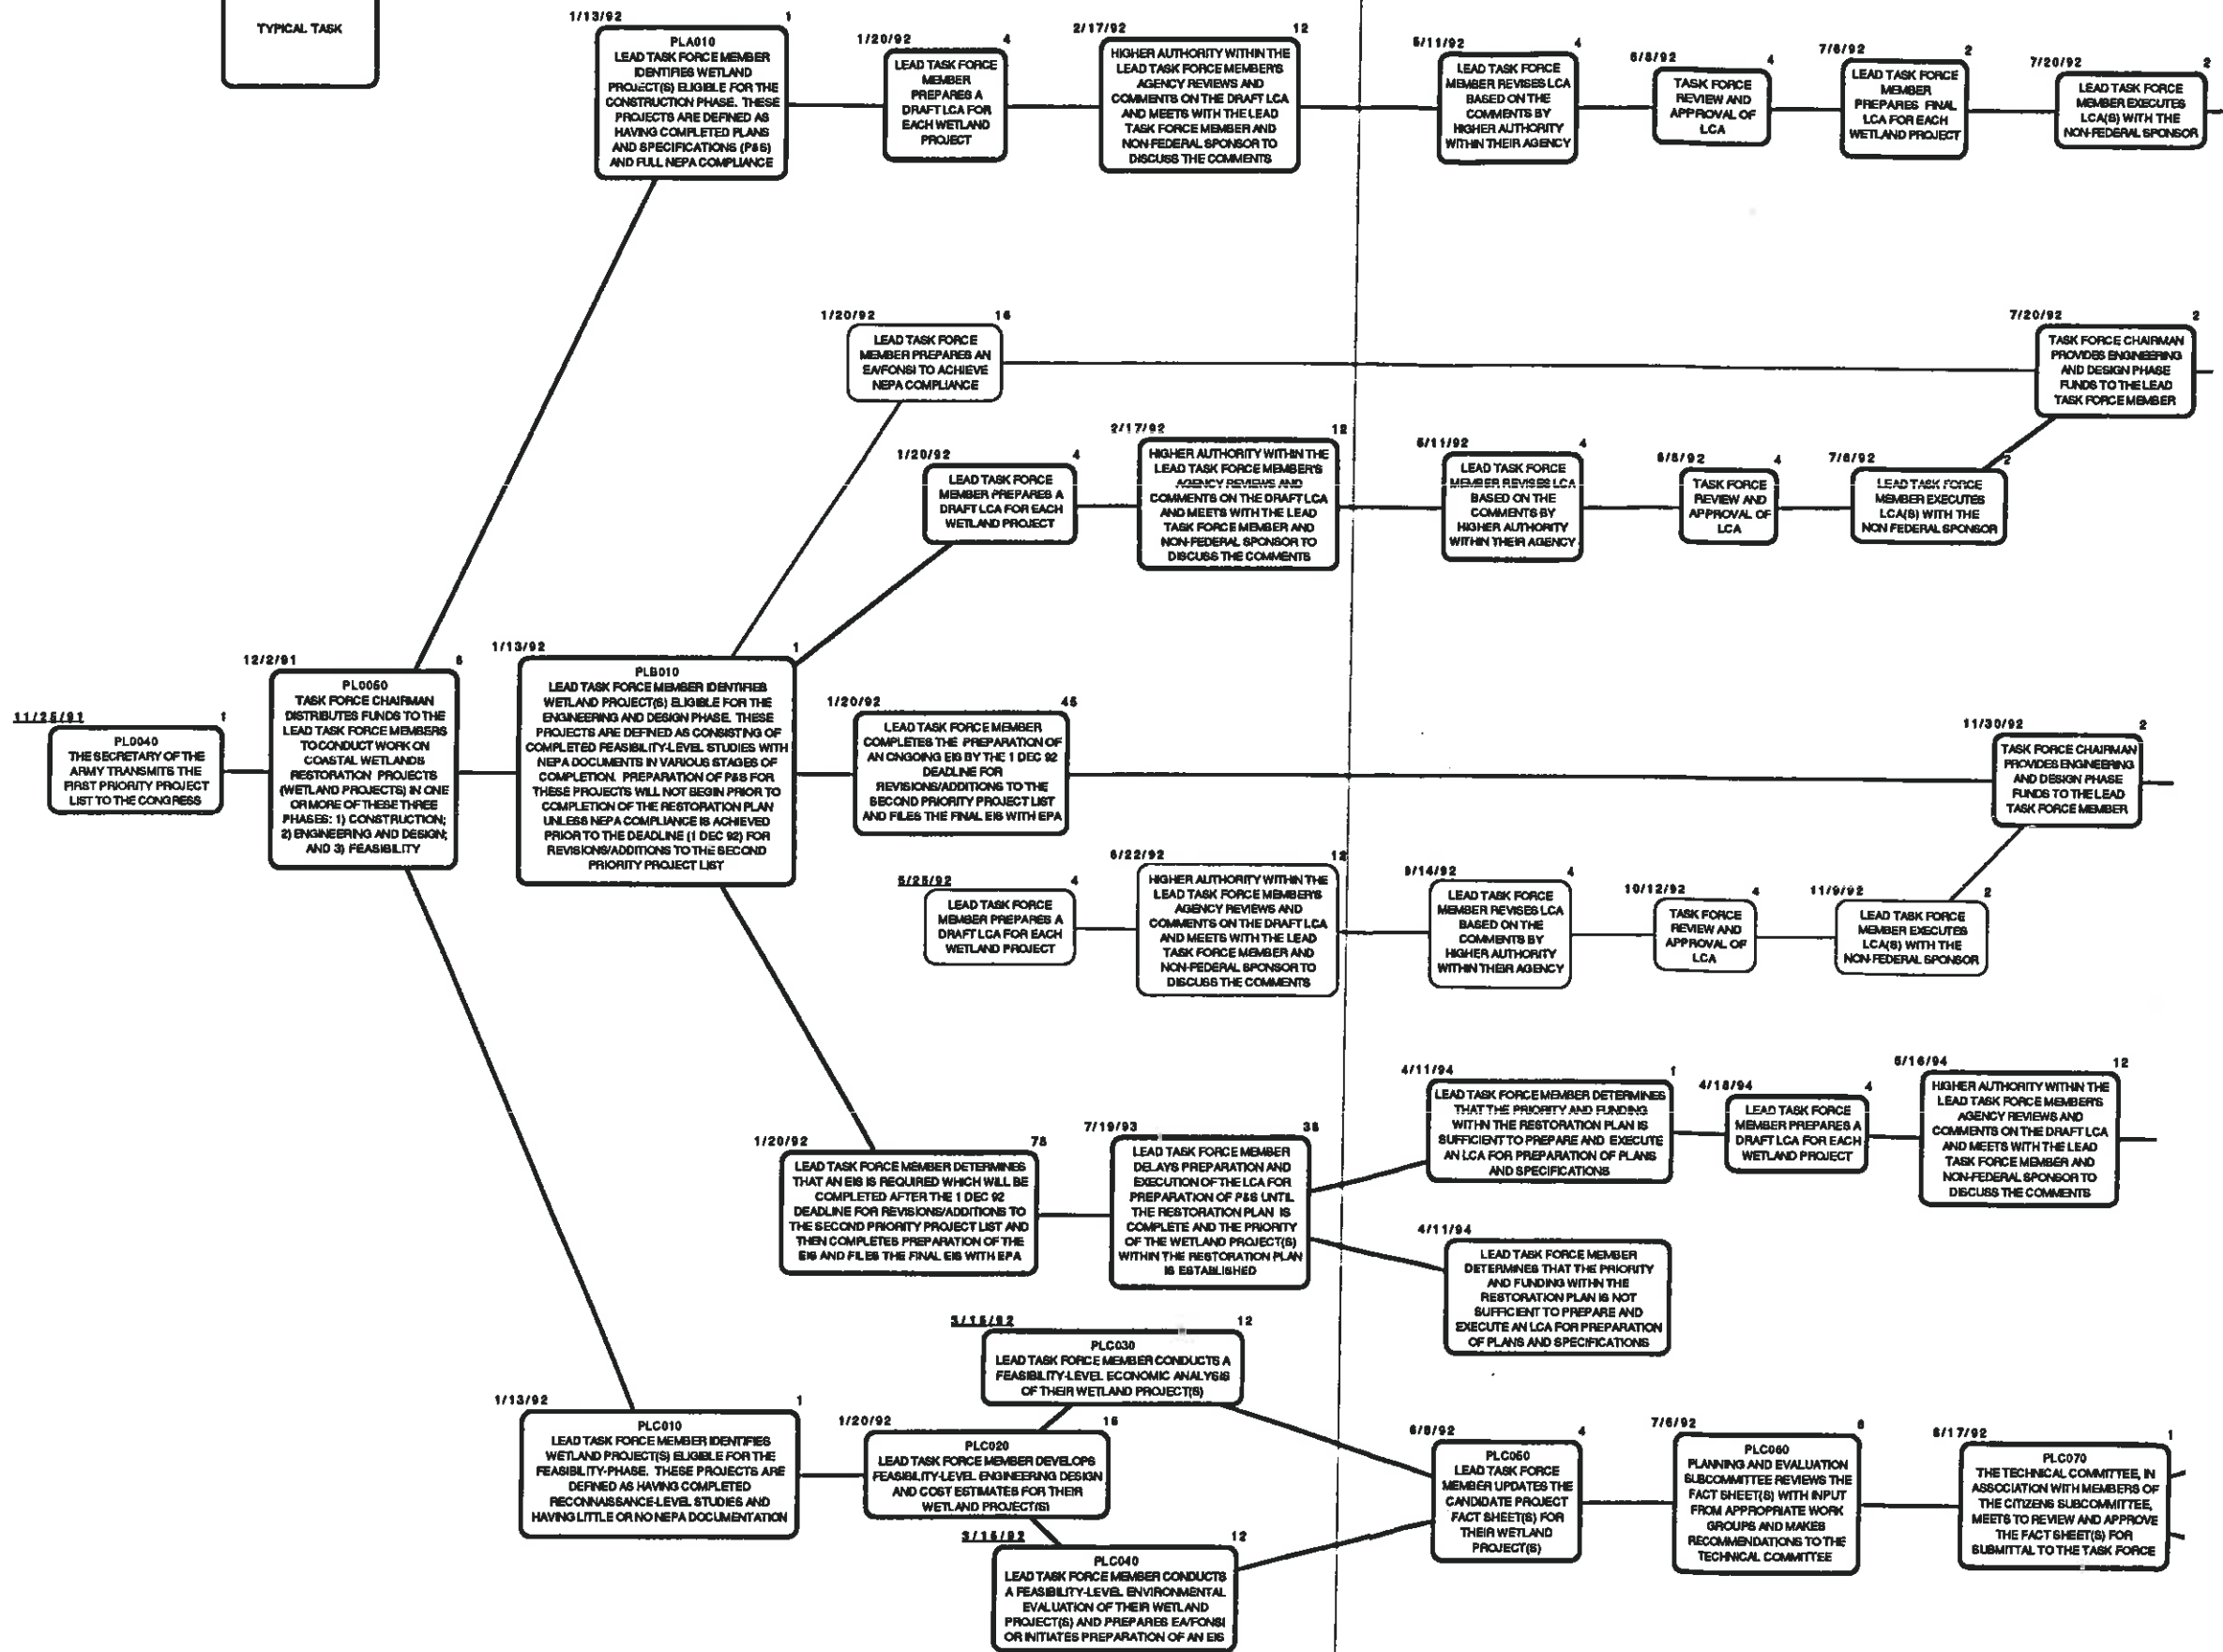 TYPICAL TASK
1/13/92 1
PLA010
LEAD TASK FORCE MEMBER
IDENTIFIES WETLAND
PROJECT(S) ELIGIBLE FOR THE
CONSTRUCTION PHASE. THESE
PROJECTS ARE DEFINED AS
HAVING COMPLETED PLANS
AND SPECIFICATIONS (P&S)
AND FULL NEPA COMPLIANCE
1/20/92 4
LEAD TASK FORCE
MEMBER
PREPARES A
DRAFT LCA FOR
EACH WETLAND
PROJECT
2/17/92 12
HIGHER AUTHORITY WITHIN THE
LEAD TASK FORCE MEMBER'S
AGENCY REVIEWS AND
COMMENTS ON THE DRAFT LCA
AND MEETS WITH THE LEAD
TASK FORCE MEMBER AND
NON-FEDERAL SPONSOR TO
DISCUSS THE COMMENTS
5/11/92 4
LEAD TASK FORCE
MEMBER REVISES LCA
BASED ON THE
COMMENTS BY
HIGHER AUTHORITY
WITHIN THEIR AGENCY
6/8/92 4
TASK FORCE
REVIEW AND
APPROVAL OF
LCA
7/6/92 2
LEAD TASK FORCE
MEMBER
PREPARES FINAL
LCA FOR EACH
WETLAND PROJECT
7/20/92 2
LEAD TASK FORCE
MEMBER EXECUTES
LCA(S) WITH THE
NON-FEDERAL SPONSOR
1/20/92 16
LEAD TASK FORCE
MEMBER PREPARES AN
EA/FONSI TO ACHIEVE
NEPA COMPLIANCE
7/20/92 2
TASK FORCE CHAIRMAN
PROVIDES ENGINEERING
AND DESIGN PHASE
FUNDS TO THE LEAD
TASK FORCE MEMBER
1/20/92 4
LEAD TASK FORCE
MEMBER PREPARES A
DRAFT LCA FOR EACH
WETLAND PROJECT
2/17/92 12
HIGHER AUTHORITY WITHIN THE
LEAD TASK FORCE MEMBER'S
AGENCY REVIEWS AND
COMMENTS ON THE DRAFT LCA
AND MEETS WITH THE LEAD
TASK FORCE MEMBER AND
NON-FEDERAL SPONSOR TO
DISCUSS THE COMMENTS
5/11/92 4
LEAD TASK FORCE
MEMBER REVISES LCA
BASED ON THE
COMMENTS BY
HIGHER AUTHORITY
WITHIN THEIR AGENCY
6/8/92 4
TASK FORCE
REVIEW AND
APPROVAL OF
LCA
7/6/92 2
LEAD TASK FORCE
MEMBER EXECUTES
LCA(S) WITH THE
NON FEDERAL SPONSOR
11/25/91 1
PL0040
THE SECRETARY OF THE
ARMY TRANSMITS THE
FIRST PRIORITY PROJECT
LIST TO THE CONGRESS
12/2/91 6
PL0050
TASK FORCE CHAIRMAN
DISTRIBUTES FUNDS TO THE
LEAD TASK FORCE MEMBERS
TO CONDUCT WORK ON
COASTAL WETLANDS
RESTORATION PROJECTS
(WETLAND PROJECTS) IN ONE
OR MORE OF THESE THREE
PHASES: 1) CONSTRUCTION;
2) ENGINEERING AND DESIGN;
AND 3) FEASIBILITY
1/13/92 1
PLB010
LEAD TASK FORCE MEMBER IDENTIFIES
WETLAND PROJECT(S) ELIGIBLE FOR THE
ENGINEERING AND DESIGN PHASE. THESE
PROJECTS ARE DEFINED AS CONSISTING OF
COMPLETED FEASIBILITY-LEVEL STUDIES WITH
NEPA DOCUMENTS IN VARIOUS STAGES OF
COMPLETION. PREPARATION OF P&S FOR
THESE PROJECTS WILL NOT BEGIN PRIOR TO
COMPLETION OF THE RESTORATION PLAN
UNLESS NEPA COMPLIANCE IS ACHIEVED
PRIOR TO THE DEADLINE (1 DEC 92) FOR
REVISIONS/ADDITIONS TO THE SECOND
PRIORITY PROJECT LIST
1/20/92 45
LEAD TASK FORCE MEMBER
COMPLETES THE PREPARATION OF
AN ONGOING EIS BY THE 1 DEC 92
DEADLINE FOR
REVISIONS/ADDITIONS TO THE
SECOND PRIORITY PROJECT LIST
AND FILES THE FINAL EIS WITH EPA
11/30/92 2
TASK FORCE CHAIRMAN
PROVIDES ENGINEERING
AND DESIGN PHASE
FUNDS TO THE LEAD
TASK FORCE MEMBER
5/25/92 4
LEAD TASK FORCE
MEMBER PREPARES A
DRAFT LCA FOR EACH
WETLAND PROJECT
6/22/92 12
HIGHER AUTHORITY WITHIN THE
LEAD TASK FORCE MEMBER'S
AGENCY REVIEWS AND
COMMENTS ON THE DRAFT LCA
AND MEETS WITH THE LEAD
TASK FORCE MEMBER AND
NON-FEDERAL SPONSOR TO
DISCUSS THE COMMENTS
9/14/92 4
LEAD TASK FORCE
MEMBER REVISES LCA
BASED ON THE
COMMENTS BY
HIGHER AUTHORITY
WITHIN THEIR AGENCY
10/12/92 4
TASK FORCE
REVIEW AND
APPROVAL OF
LCA
11/9/92 2
LEAD TASK FORCE
MEMBER EXECUTES
LCA(S) WITH THE
NON-FEDERAL SPONSOR
1/20/92 78
LEAD TASK FORCE MEMBER DETERMINES
THAT AN EIS IS REQUIRED WHICH WILL BE
COMPLETED AFTER THE 1 DEC 92
DEADLINE FOR REVISIONS/ADDITIONS TO
THE SECOND PRIORITY PROJECT LIST AND
THEN COMPLETES PREPARATION OF THE
EIS AND FILES THE FINAL EIS WITH EPA
7/19/93 38
LEAD TASK FORCE MEMBER
DELAYS PREPARATION AND
EXECUTION OF THE LCA FOR
PREPARATION OF P&S UNTIL
THE RESTORATION PLAN IS
COMPLETE AND THE PRIORITY
OF THE WETLAND PROJECT(S)
WITHIN THE RESTORATION PLAN
IS ESTABLISHED
4/11/94 1
LEAD TASK FORCE MEMBER DETERMINES
THAT THE PRIORITY AND FUNDING
WITHIN THE RESTORATION PLAN IS
SUFFICIENT TO PREPARE AND EXECUTE
AN LCA FOR PREPARATION OF PLANS
AND SPECIFICATIONS
4/18/94 4
LEAD TASK FORCE
MEMBER PREPARES A
DRAFT LCA FOR EACH
WETLAND PROJECT
5/16/94 12
HIGHER AUTHORITY WITHIN THE
LEAD TASK FORCE MEMBER'S
AGENCY REVIEWS AND
COMMENTS ON THE DRAFT LCA
AND MEETS WITH THE LEAD
TASK FORCE MEMBER AND
NON-FEDERAL SPONSOR TO
DISCUSS THE COMMENTS
4/11/94
LEAD TASK FORCE MEMBER
DETERMINES THAT THE PRIORITY
AND FUNDING WITHIN THE
RESTORATION PLAN IS NOT
SUFFICIENT TO PREPARE AND
EXECUTE AN LCA FOR PREPARATION
OF PLANS AND SPECIFICATIONS
1/13/92 1
PLC010
LEAD TASK FORCE MEMBER IDENTIFIES
WETLAND PROJECT(S) ELIGIBLE FOR THE
FEASIBILITY-PHASE. THESE PROJECTS ARE
DEFINED AS HAVING COMPLETED
RECONNAISSANCE-LEVEL STUDIES AND
HAVING LITTLE OR NO NEPA DOCUMENTATION
1/20/92 16
PLC020
LEAD TASK FORCE MEMBER DEVELOPS
FEASIBILITY-LEVEL ENGINEERING DESIGN
AND COST ESTIMATES FOR THEIR
WETLAND PROJECT(S)
3/16/92 12
PLC030
LEAD TASK FORCE MEMBER CONDUCTS A
FEASIBILITY-LEVEL ECONOMIC ANALYSIS
OF THEIR WETLAND PROJECT(S)
3/16/92 12
PLC040
LEAD TASK FORCE MEMBER CONDUCTS
A FEASIBILITY-LEVEL ENVIRONMENTAL
EVALUATION OF THEIR WETLAND
PROJECT(S) AND PREPARES EA/FONSI
OR INITIATES PREPARATION OF AN EIS
6/8/92 4
PLC050
LEAD TASK FORCE
MEMBER UPDATES THE
CANDIDATE PROJECT
FACT SHEET(S) FOR
THEIR WETLAND
PROJECT(S)
7/6/92 6
PLC060
PLANNING AND EVALUATION
SUBCOMMITTEE REVIEWS THE
FACT SHEET(S) WITH INPUT
FROM APPROPRIATE WORK
GROUPS AND MAKES
RECOMMENDATIONS TO THE
TECHNICAL COMMITTEE
8/17/92 1
PLC070
THE TECHNICAL COMMITTEE, IN
ASSOCIATION WITH MEMBERS OF
THE CITIZENS SUBCOMMITTEE,
MEETS TO REVIEW AND APPROVE
THE FACT SHEET(S) FOR
SUBMITTAL TO THE TASK FORCE